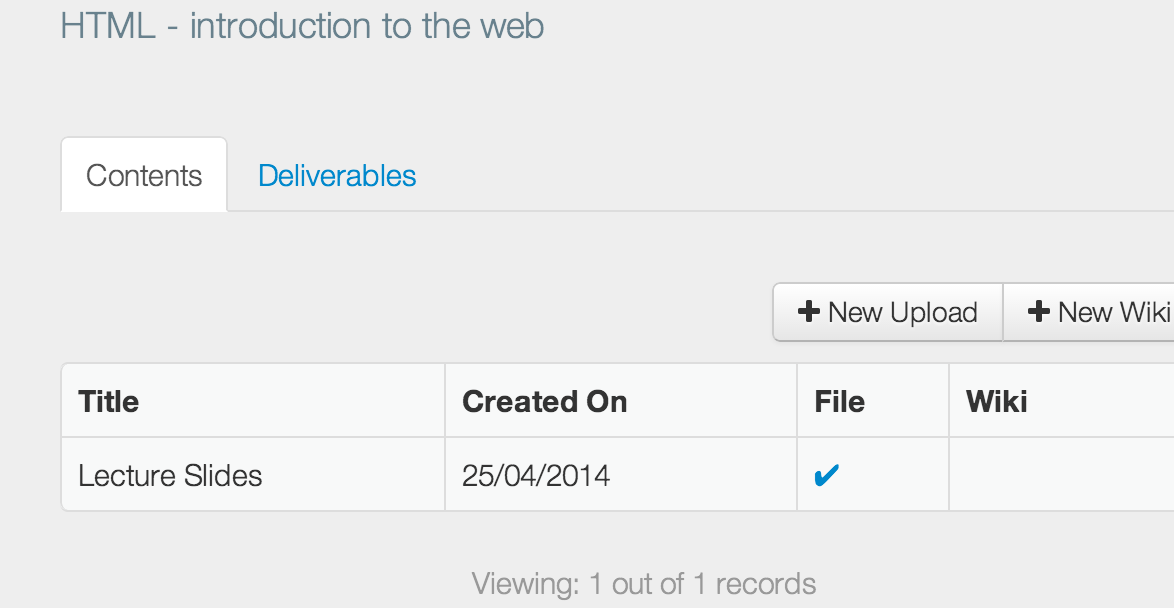 HTML - introduction to the web
Contents Deliverables
New Upload New Wiki
Title Created On File Wiki
Lecture Slides 25/04/2014
Viewing: 1 out of 1 records